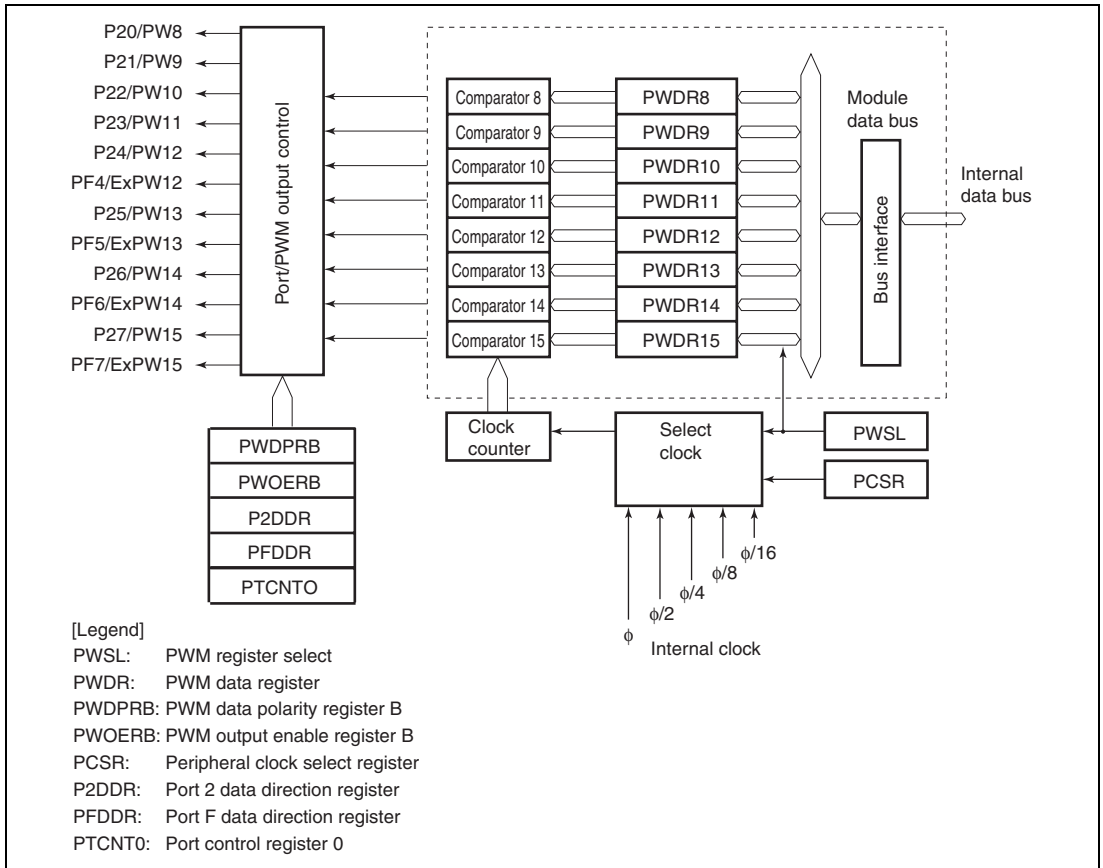 P20/PW8
P21/PW9
P22/PW10
P23/PW11
P24/PW12
PF4/ExPW12
P25/PW13
PF5/ExPW13
P26/PW14
PF6/ExPW14
P27/PW15
PF7/ExPW15
Port/PWM output control
Comparator 8
Comparator 9
Comparator 10
Comparator 11
Comparator 12
Comparator 13
Comparator 14
Comparator 15
PWDR8
PWDR9
PWDR10
PWDR11
PWDR12
PWDR13
PWDR14
PWDR15
Module
data bus
Bus interface
Internal
data bus
PWDPRB
PWOERB
P2DDR
PFDDR
PTCNTO
Clock
counter
Select
clock
PWSL
PCSR
ϕ/16
ϕ/8
ϕ/4
ϕ/2
ϕ
Internal clock
[Legend]
PWSL: PWM register select
PWDR: PWM data register
PWDPRB: PWM data polarity register B
PWOERB: PWM output enable register B
PCSR: Peripheral clock select register
P2DDR: Port 2 data direction register
PFDDR: Port F data direction register
PTCNT0: Port control register 0